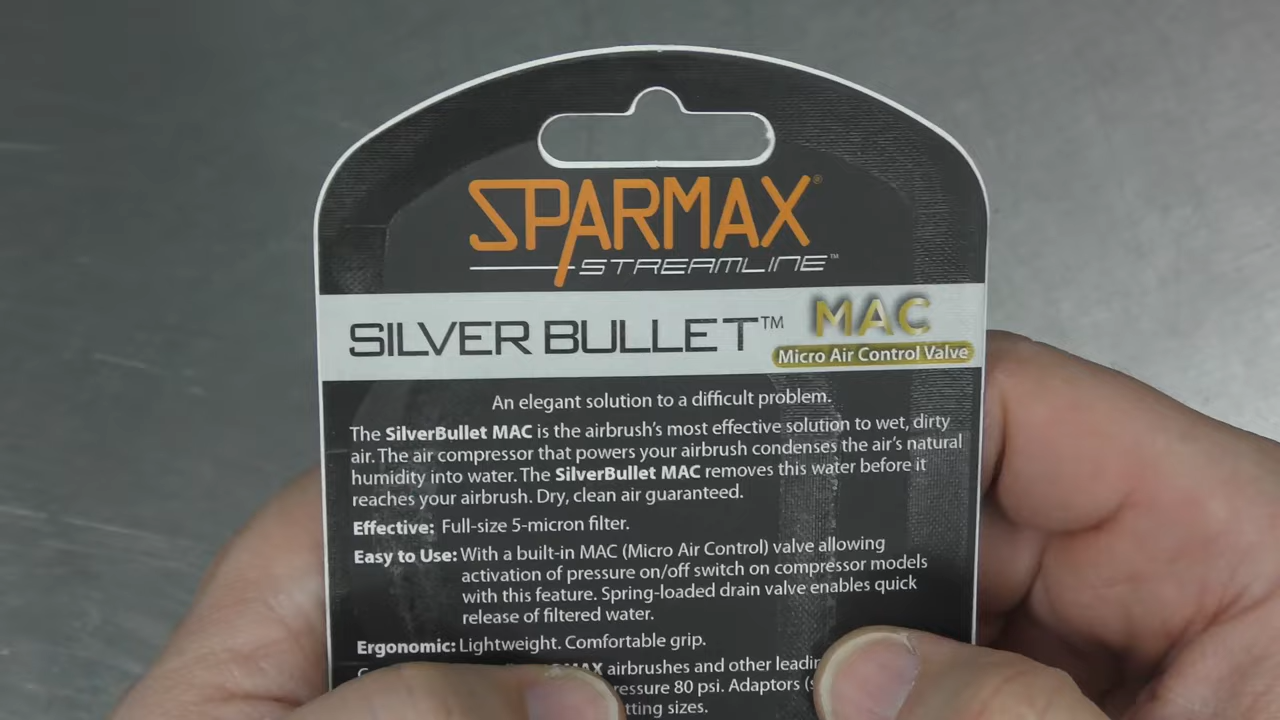 SPARMAX®
STREAMLINE™
SILVER BULLET™ MAC
Micro Air Control Valve
An elegant solution to a difficult problem.
The SilverBullet MAC is the airbrush's most effective solution to wet, dirty
air. The air compressor that powers your airbrush condenses the air's natural
humidity into water. The SilverBullet MAC removes this water before it
reaches your airbrush. Dry, clean air guaranteed.
Effective: Full-size 5-micron filter.
Easy to Use: With a built-in MAC (Micro Air Control) valve allowing
activation of pressure on/off switch on compressor models
with this feature. Spring-loaded drain valve enables quick
release of filtered water.
Ergonomic: Lightweight. Comfortable grip.
airbrushes and other
80 psi. Adaptors
sizes.